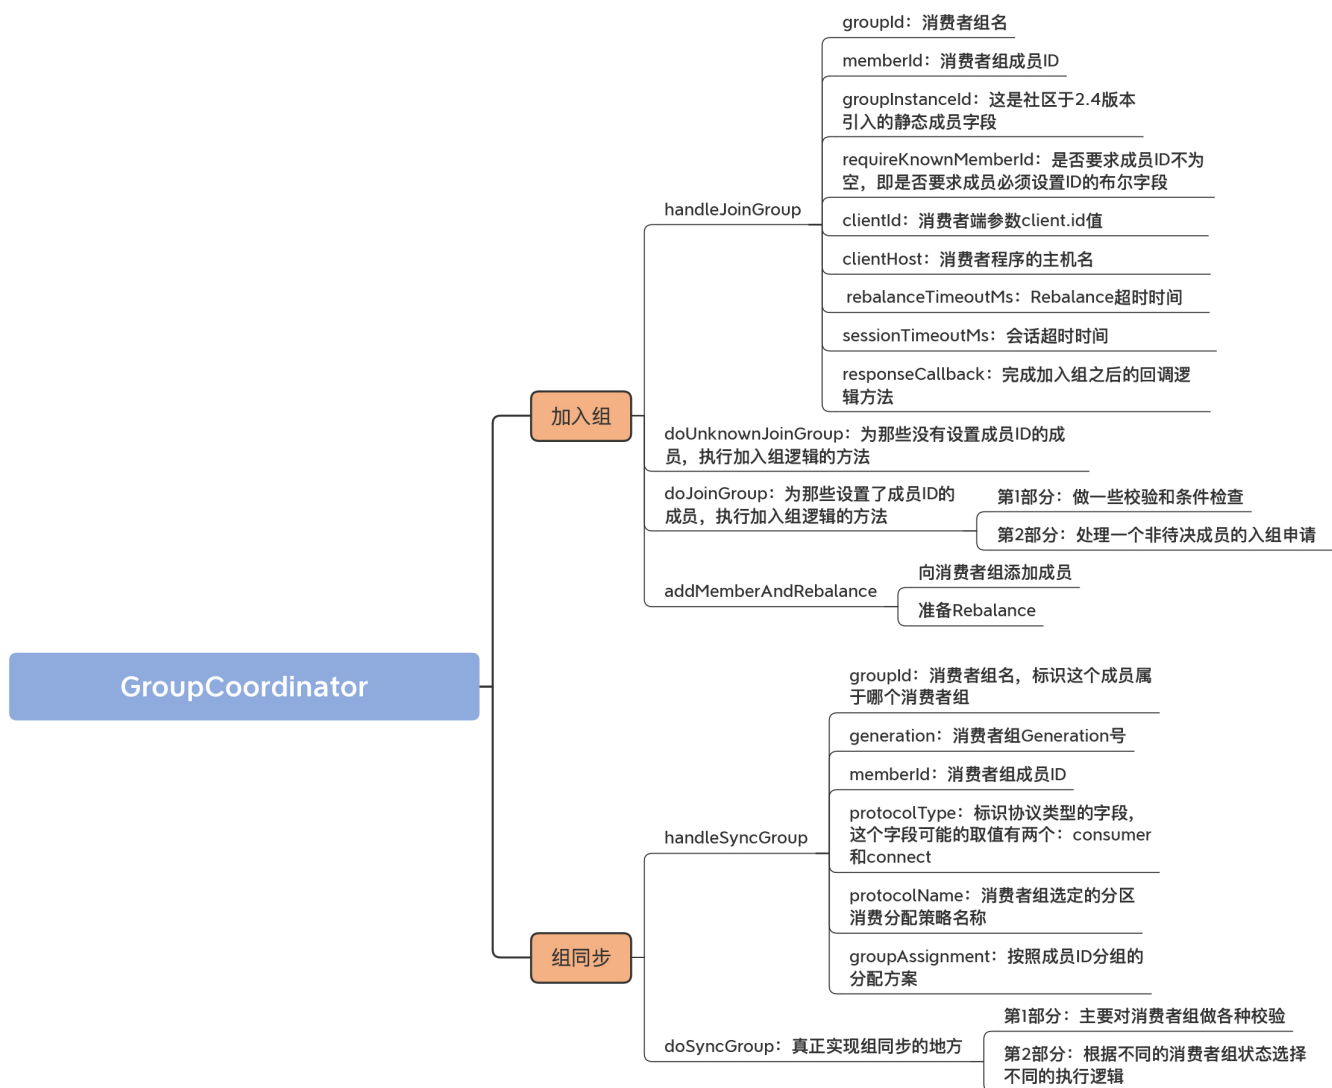 GroupCoordinator
加入组
handleJoinGroup
groupId：消费者组名
memberId：消费者组成员ID
groupInstanceId：这是社区于2.4版本
引入的静态成员字段
requireKnownMemberId：是否要求成员ID不为
空，即是否要求成员必须设置ID的布尔字段
clientId：消费者端参数client.id值
clientHost：消费者程序的主机名
rebalanceTimeoutMs：Rebalance超时时间
sessionTimeoutMs：会话超时时间
responseCallback：完成加入组之后的回调逻
辑方法
doUnknownJoinGroup：为那些没有设置成员ID的成
员，执行加入组逻辑的方法
doJoinGroup：为那些设置了成员ID的
成员，执行加入组逻辑的方法
第1部分：做一些校验和条件检查
第2部分：处理一个非待决成员的入组申请
addMemberAndRebalance
向消费者组添加成员
准备Rebalance
组同步
handleSyncGroup
groupId：消费者组名，标识这个成员属
于哪个消费者组
generation：消费者组Generation号
memberId：消费者组成员ID
protocolType：标识协议类型的字段，
这个字段可能的取值有两个：consumer
和connect
protocolName：消费者组选定的分区
消费分配策略名称
groupAssignment：按照成员ID分组的
分配方案
doSyncGroup：真正实现组同步的地方
第1部分：主要对消费者组做各种校验
第2部分：根据不同的消费者组状态选择
不同的执行逻辑